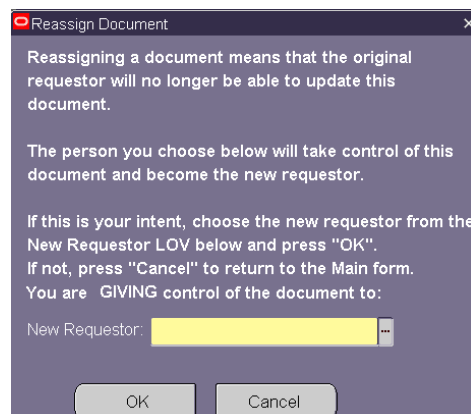 Reassign Document
Reassigning a document means that the original
requestor will no longer be able to update this
document.
The person you choose below will take control of this
document and become the new requestor.
If this is your intent, choose the new requestor from the
New Requestor LOV below and press "OK".
If not, press "Cancel" to return to the Main form.
You are GIVING control of the document to:
New Requestor:
OK Cancel